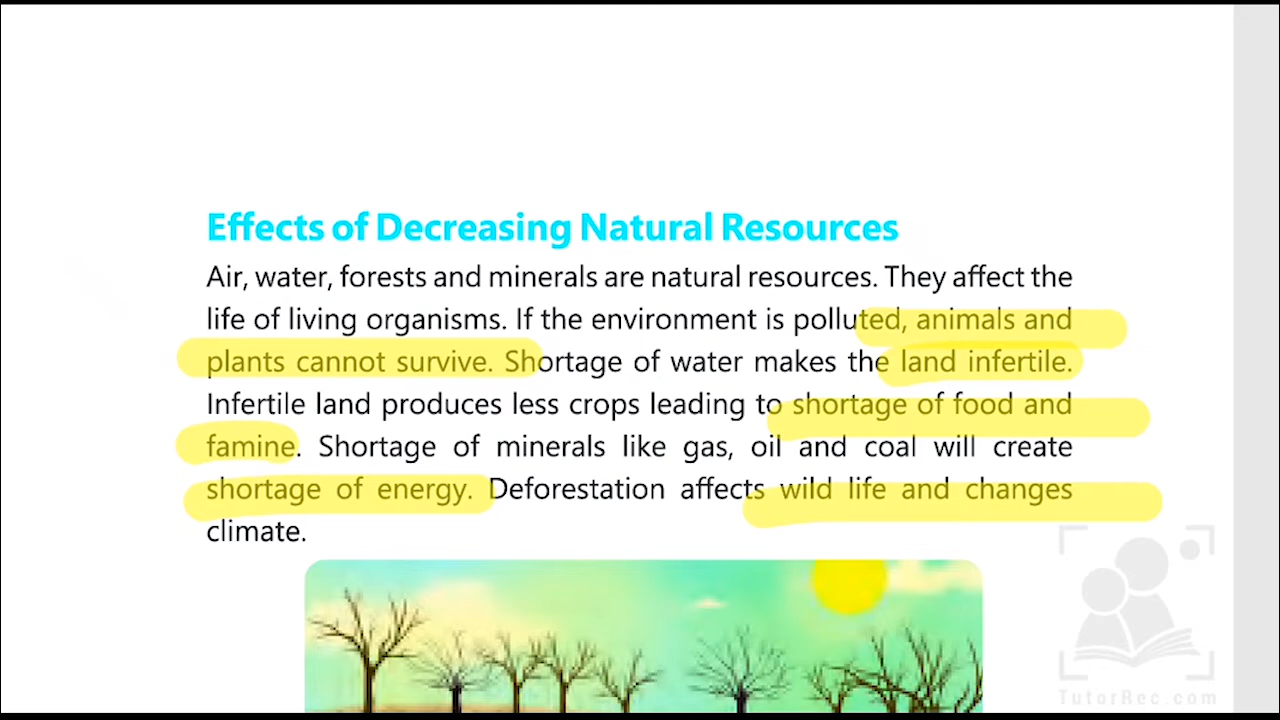 Effects of Decreasing Natural Resources
Air, water, forests and minerals are natural resources. They affect the
life of living organisms. If the environment is polluted, animals and
plants cannot survive. Shortage of water makes the land infertile.
Infertile land produces less crops leading to shortage of food and
famine. Shortage of minerals like gas, oil and coal will create
shortage of energy. Deforestation affects wild life and changes
climate.
TutorRec.com